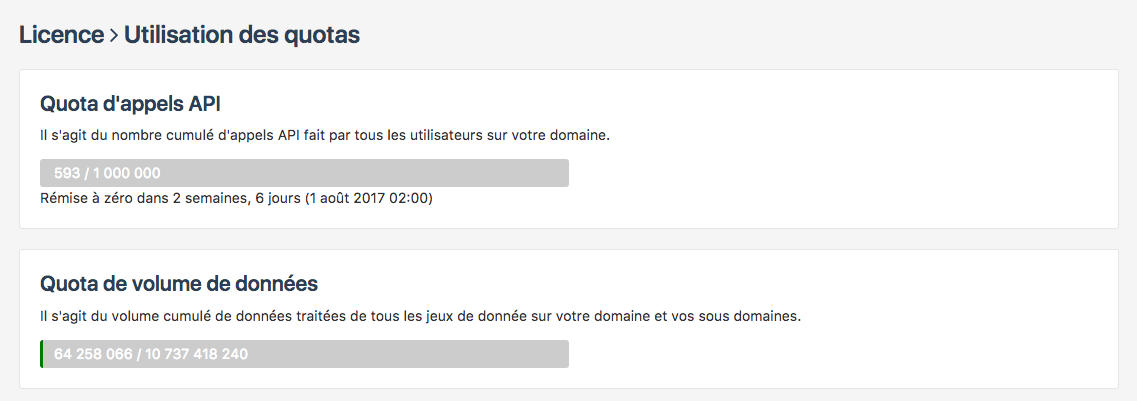 Licence > Utilisation des quotas
Quota d'appels API
Il s'agit du nombre cumulé d'appels API fait par tous les utilisateurs sur votre domaine.
593 / 1 000 000
Rémise à zéro dans 2 semaines, 6 jours (1 août 2017 02:00)
Quota de volume de données
Il s'agit du volume cumulé de données traitées de tous les jeux de donnée sur votre domaine et vos sous domaines.
64 258 066 / 10 737 418 240